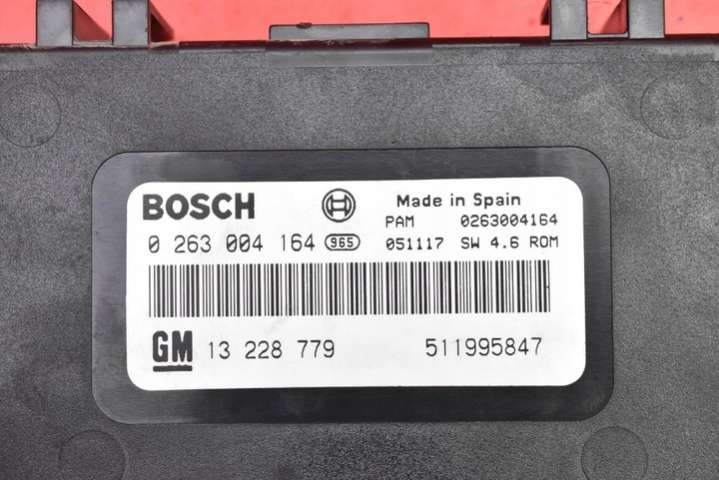 BOSCH Made in Spain
PAM 0263004164
0 263 004 164 965 051117 SW 4.6 ROM
GM 13 228 779 511995847